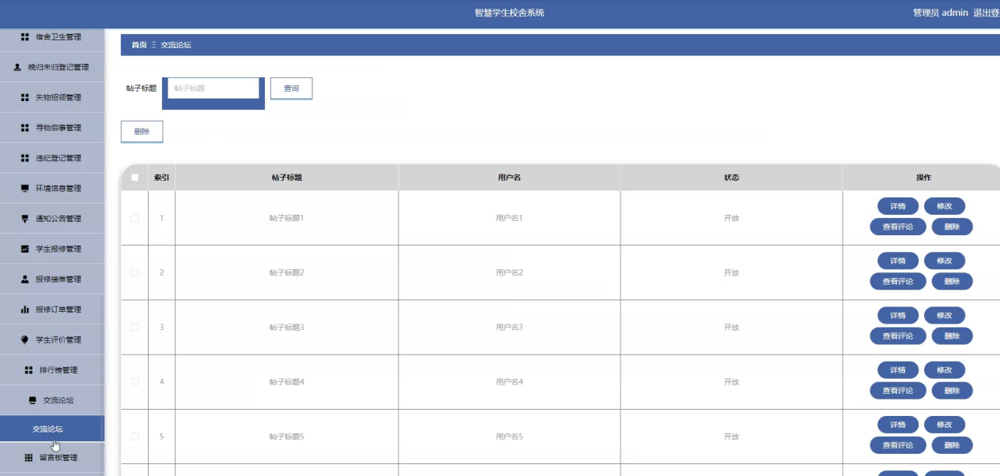 智慧学生校舍系统
管理员 admin 退出登
宿舍卫生管理
晚归未归登记管理
失物招领管理
寻物启事管理
违纪登记管理
环境信息管理
通知公告管理
学生报修管理
报修接单管理
报修订单管理
学生评价管理
排行榜管理
交流论坛
交流论坛
留言板管理
首页 Ξ 交流论坛
帖子标题 帖子标题 查询
删除
索引 帖子标题 用户名 状态 操作
1 帖子标题1 用户名1 开放 详情 修改
查看评论 删除
2 帖子标题2 用户名2 开放 详情 修改
查看评论 删除
3 帖子标题3 用户名3 开放 详情 修改
查看评论 删除
4 帖子标题4 用户名4 开放 详情 修改
查看评论 删除
5 帖子标题5 用户名5 开放 详情 修改
查看评论 删除